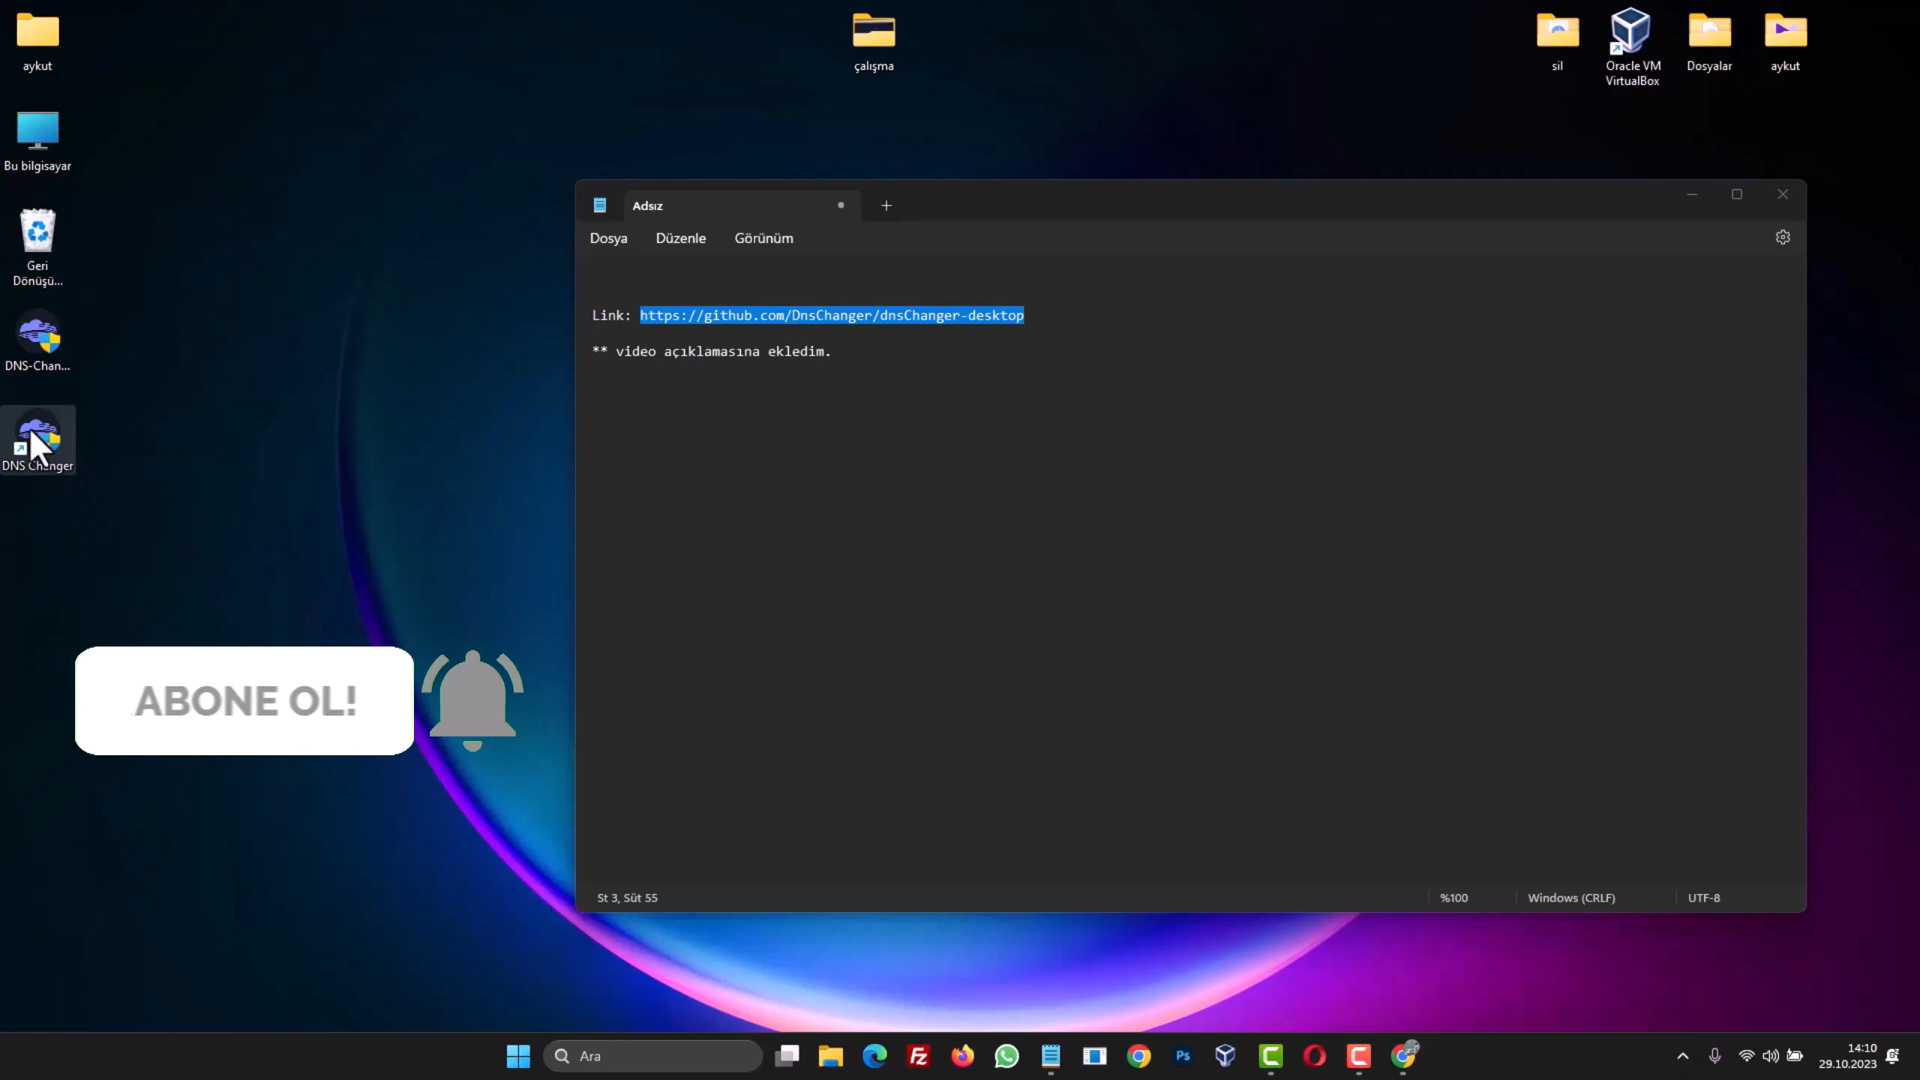 aykut
çalışma
sil
Oracle VM
VirtualBox
Dosyalar
aykut
Bu bilgisayar
Geri
Dönüşü...
DNS-Chan...
DNS Changer
Adsız
Dosya
Düzenle
Görünüm
Link: https://github.com/DnsChanger/dnsChanger-desktop
** video açıklamasına ekledim.
ABONE OL!
St 3, Süt 55
%100
Windows (CRLF)
UTF-8
Ara
Fz
Ps
14:10
29.10.2023